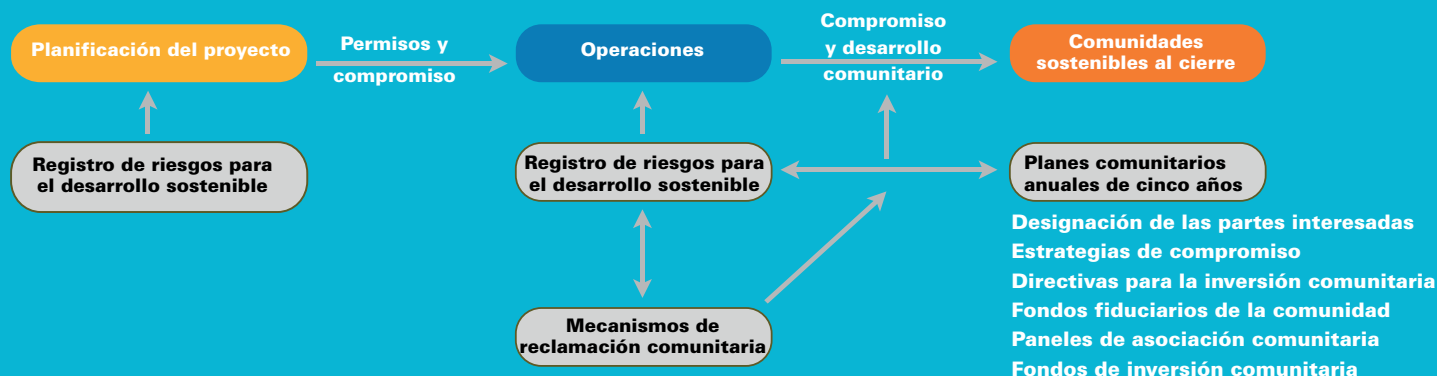 Planificación del proyecto
Permisos y
compromiso
Operaciones
Compromiso
y desarrollo
comunitario
Comunidades
sostenibles al cierre
Registro de riesgos para
el desarrollo sostenible
Registro de riesgos para
el desarrollo sostenible
Planes comunitarios
anuales de cinco años
Designación de las partes interesadas
Estrategias de compromiso
Directivas para la inversión comunitaria
Fondos fiduciarios de la comunidad
Paneles de asociación comunitaria
Fondos de inversión comunitaria
Mecanismos de
reclamación comunitaria